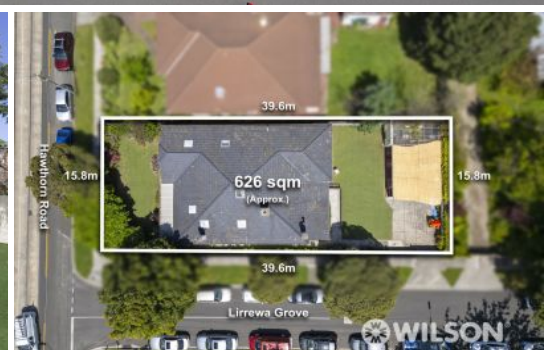 39.6m
15.8m
626 sqm
(Approx.)
15.8m
Hawthorn Road
39.6m
Lirrewa Grove
WILSON